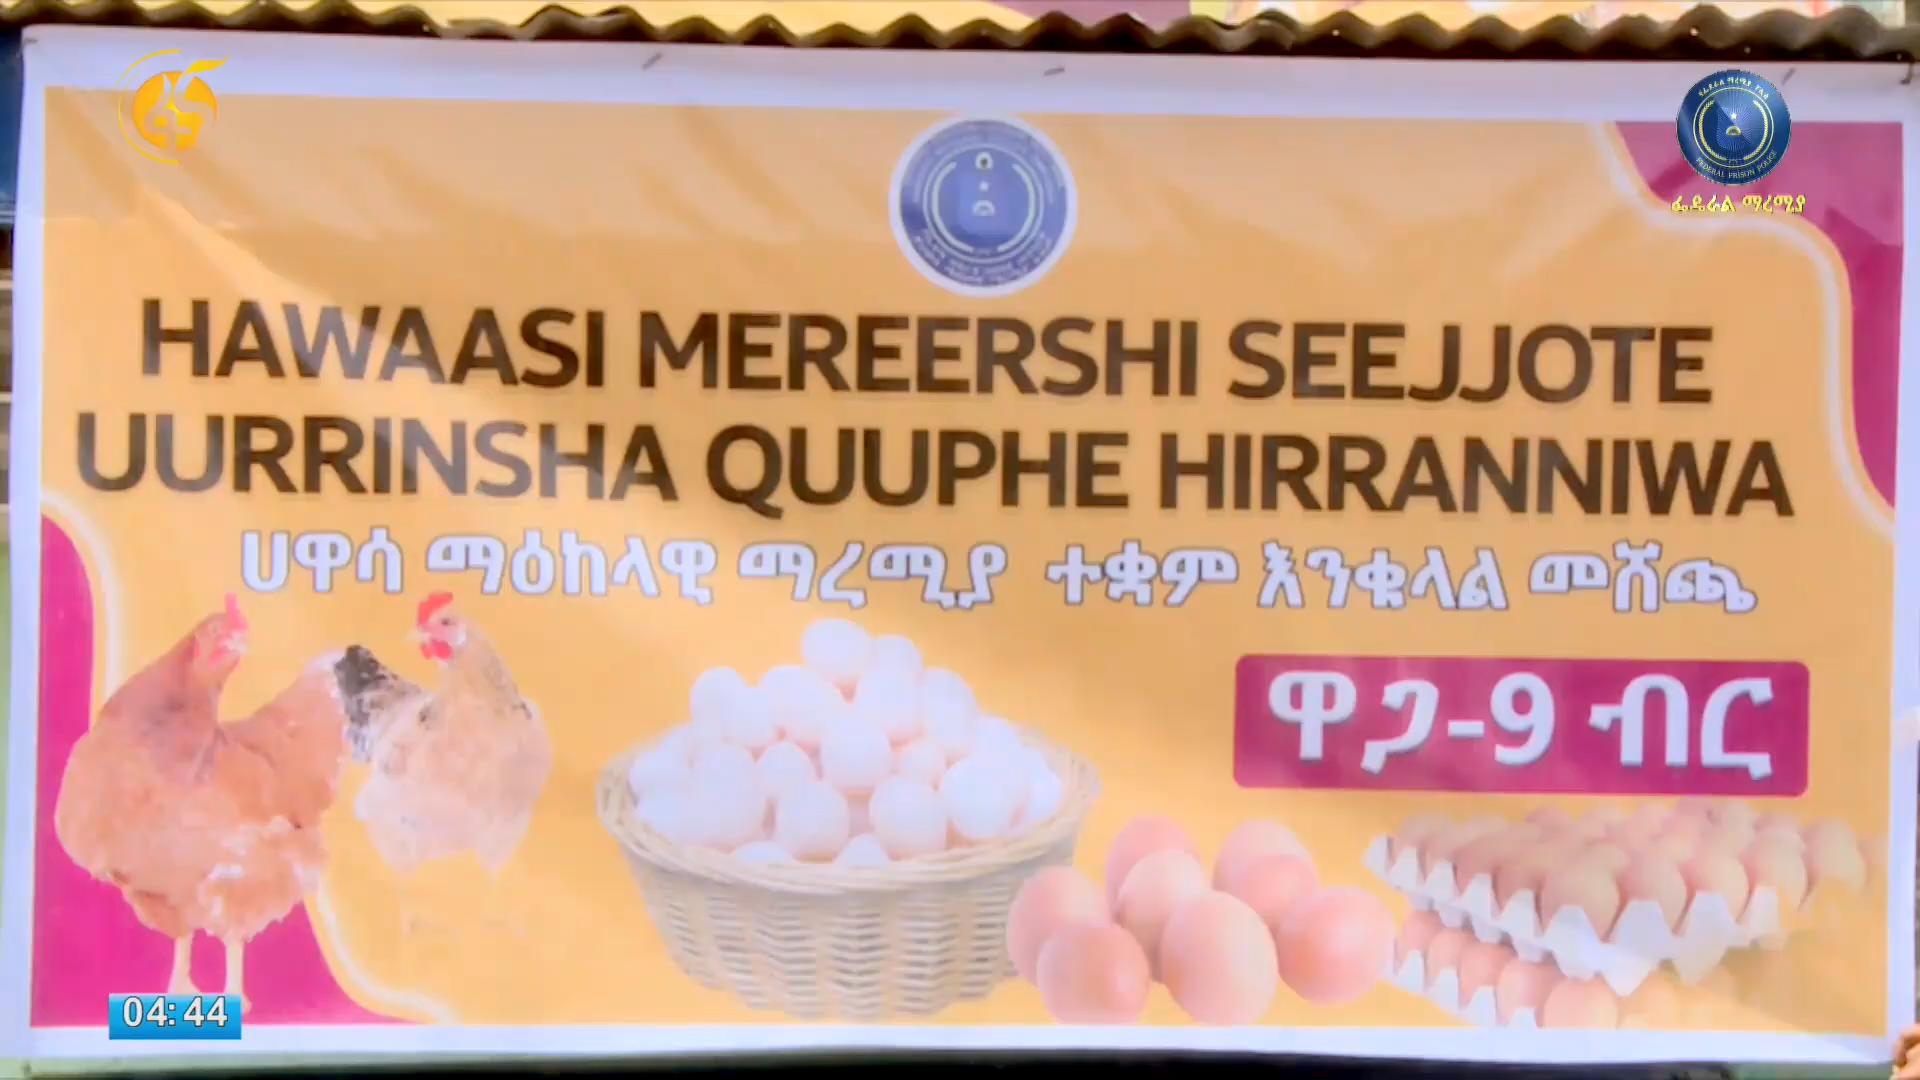 FEDERAL PRISON POLICE
ፌዴራል ማረሚያ
HAWAASI MEREERSHI SEEJJOTE
UURRINSHA QUUPHE HIRRANNIWA
ሀዋሳ ማዕከላዊ ማረሚያ ተቋም እንቁላል መሸጫ
ዋጋ-9 ብር
04:44